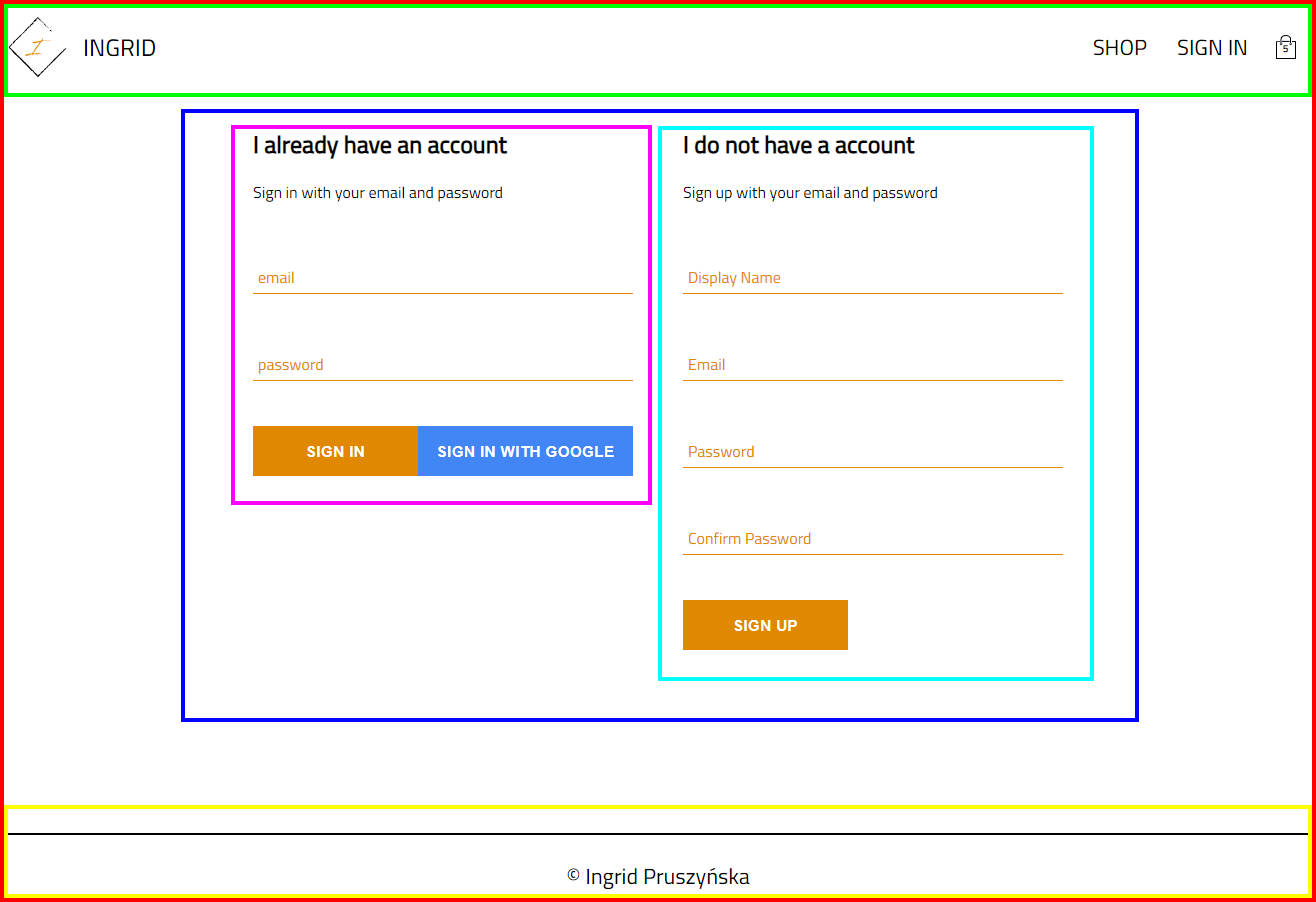 I INGRID SHOP SIGN IN 5
I already have an account
Sign in with your email and password
email
password
SIGN IN SIGN IN WITH GOOGLE
I do not have a account
Sign up with your email and password
Display Name
Email
Password
Confirm Password
SIGN UP
© Ingrid Pruszyńska